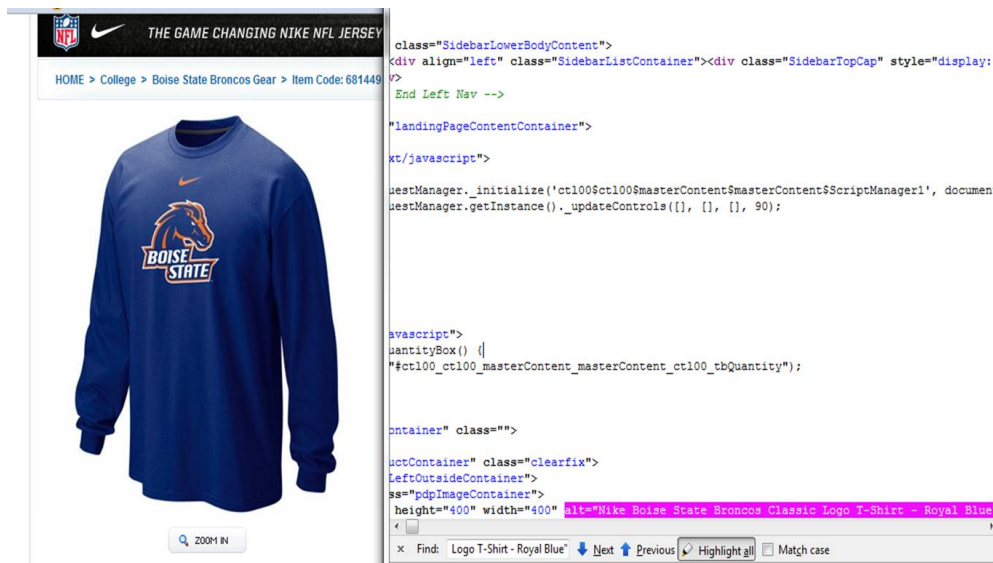 NFL
THE GAME CHANGING NIKE NFL JERSEY
HOME > College > Boise State Broncos Gear > Item Code: 681449
BOISE
STATE
ZOOM IN
class="SidebarLowerBodyContent">
<div align="left" class="SidebarListContainer"><div class="SidebarTopCap" style="display:
v>
End Left Nav -->
"landingPageContentContainer">
xt/javascript">
uestManager._initialize('ctl00$ctl00$masterContent$masterContent$ScriptManager1', documen
uestManager.getInstance()._updateControls([], [], [], 90);
avascript">
uantityBox() {
"#ctl00_ctl00_masterContent_masterContent_ctl00_tbQuantity");
ontainer" class="">
uctContainer" class="clearfix">
LeftOutsideContainer">
ss="pdpImageContainer">
height="400" width="400" alt="Nike Boise State Broncos Classic Logo T-Shirt - Royal Blue
× Find: Logo T-Shirt - Royal Blue" Next Previous Highlight all Match case